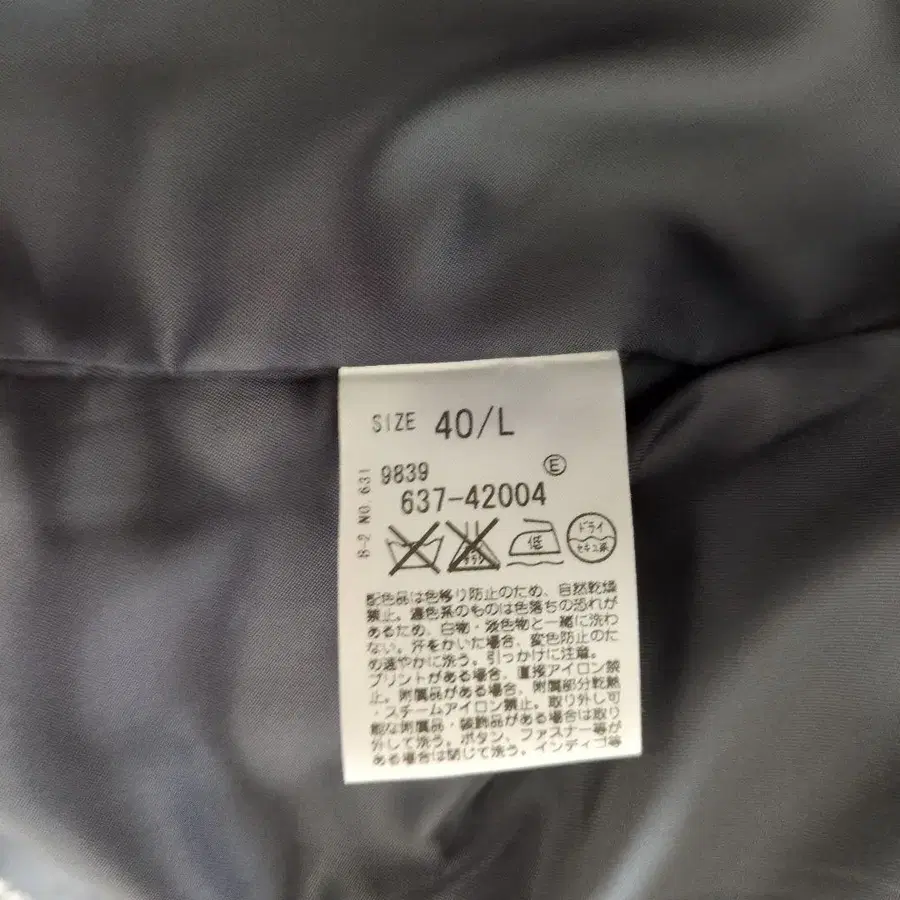 SIZE 40/L
B-2 NO.631
9839 Ⓔ
637-42004
エンソサラシ 低 ドライ
セキユ系
配色品は色移り防止のため、自然乾燥
禁止。濃色系のものは色落ちの恐れが
あるため、白物・淡色物と一緒に洗わ
ない。汗をかいた場合、変色防止のた
め速やかに洗う。引っかけに注意。
プリントがある場合、直接アイロン禁
止。附属品がある場合、附属部分乾熱
・スチームアイロン禁止。取り外し可
能な附属品・装飾品がある場合は取り
外して洗う。ボタン、ファスナー等が
ある場合は閉じて洗う。インディゴ等